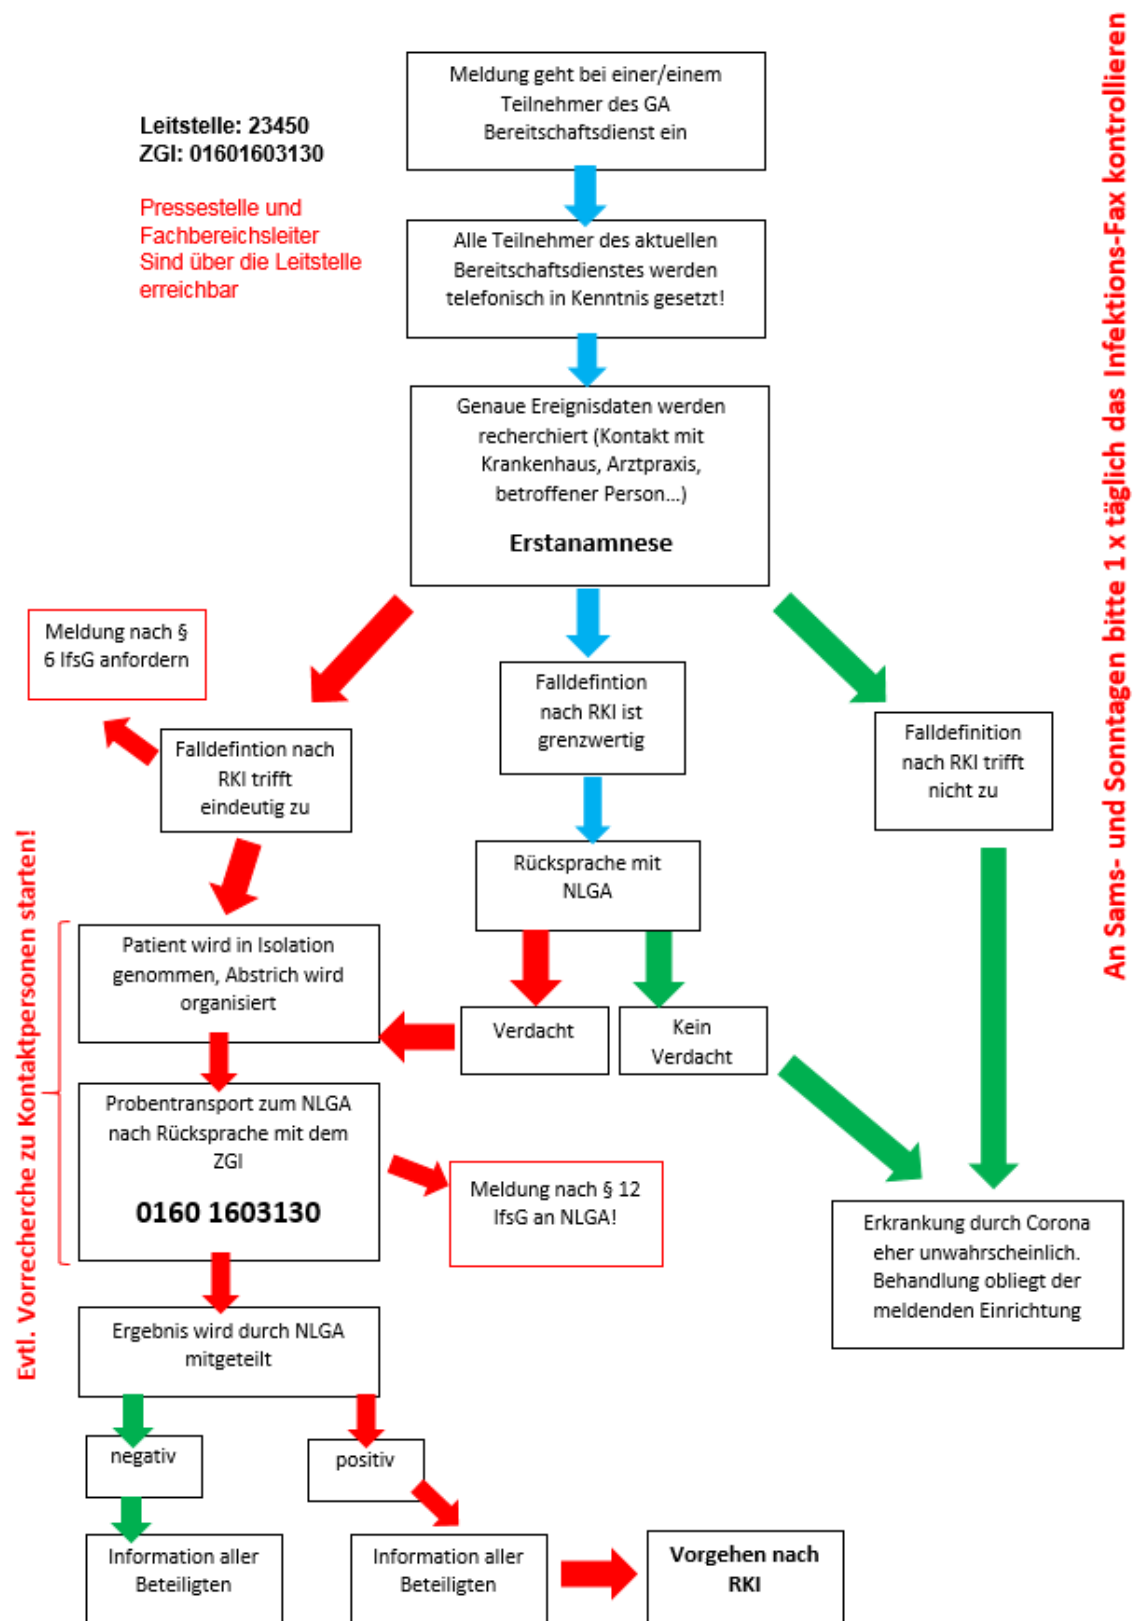 Meldung geht bei einer/einem
Teilnehmer des GA
Bereitschaftsdienst ein
Leitstelle: 23450
ZGI: 01601603130
Pressestelle und
Fachbereichsleiter
Sind über die Leitstelle
erreichbar
An Sams- und Sonntagen bitte 1 x täglich das Infektions-Fax kontrollieren
Alle Teilnehmer des aktuellen
Bereitschaftsdienstes werden
telefonisch in Kenntnis gesetzt!
Genaue Ereignisdaten werden
recherchiert (Kontakt mit
Krankenhaus, Arztpraxis,
betroffener Person...)
Erstanamnese
Meldung nach §
6 IfsG anfordern
Falldefintion nach
RKI trifft
eindeutig zu
Falldefintion
nach RKI ist
grenzwertig
Falldefinition
nach RKI trifft
nicht zu
Rücksprache mit
NLGA
Evtl. Vorrecherche zu Kontaktpersonen starten!
Patient wird in Isolation
genommen, Abstrich wird
organisiert
Verdacht
Kein
Verdacht
Probentransport zum NLGA
nach Rücksprache mit dem
ZGI
0160 1603130
Meldung nach § 12
IfsG an NLGA!
Erkrankung durch Corona
eher unwahrscheinlich.
Behandlung obliegt der
meldenden Einrichtung
Ergebnis wird durch NLGA
mitgeteilt
negativ
positiv
Information aller
Beteiligten
Information aller
Beteiligten
Vorgehen nach
RKI